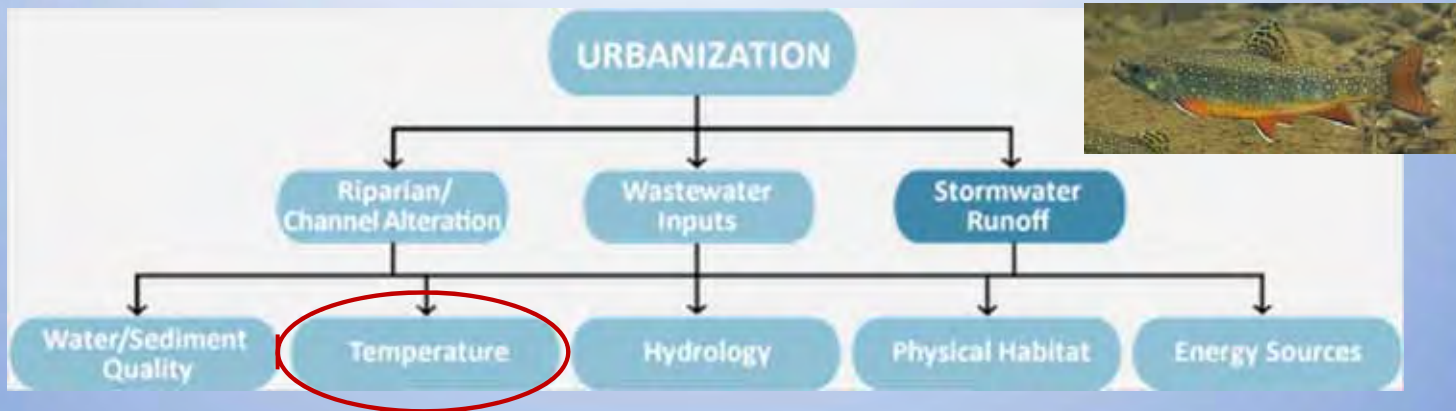 URBANIZATION
Riparian/
Channel Alteration
Wastewater
Inputs
Stormwater
Runoff
Water/Sediment
Quality
Temperature
Hydrology
Physical Habitat
Energy Sources